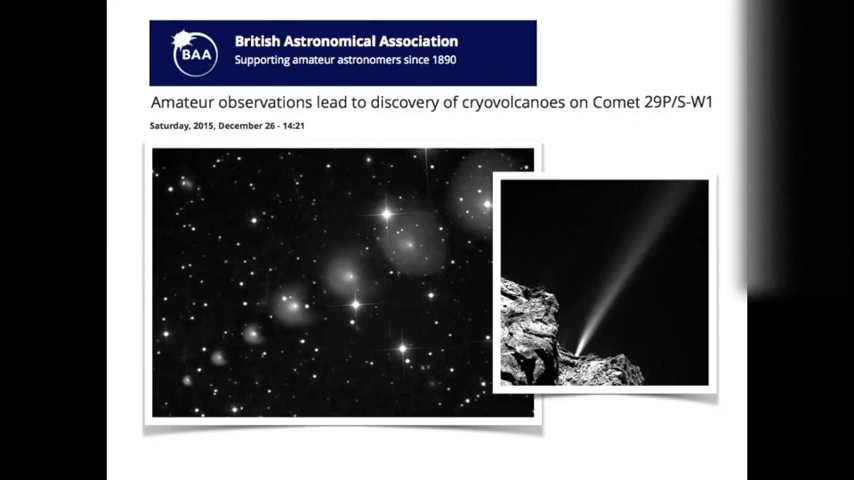 BAA
British Astronomical Association
Supporting amateur astronomers since 1890
Amateur observations lead to discovery of cryovolcanoes on Comet 29P/S-W1
Saturday, 2015, December 26 - 14:21